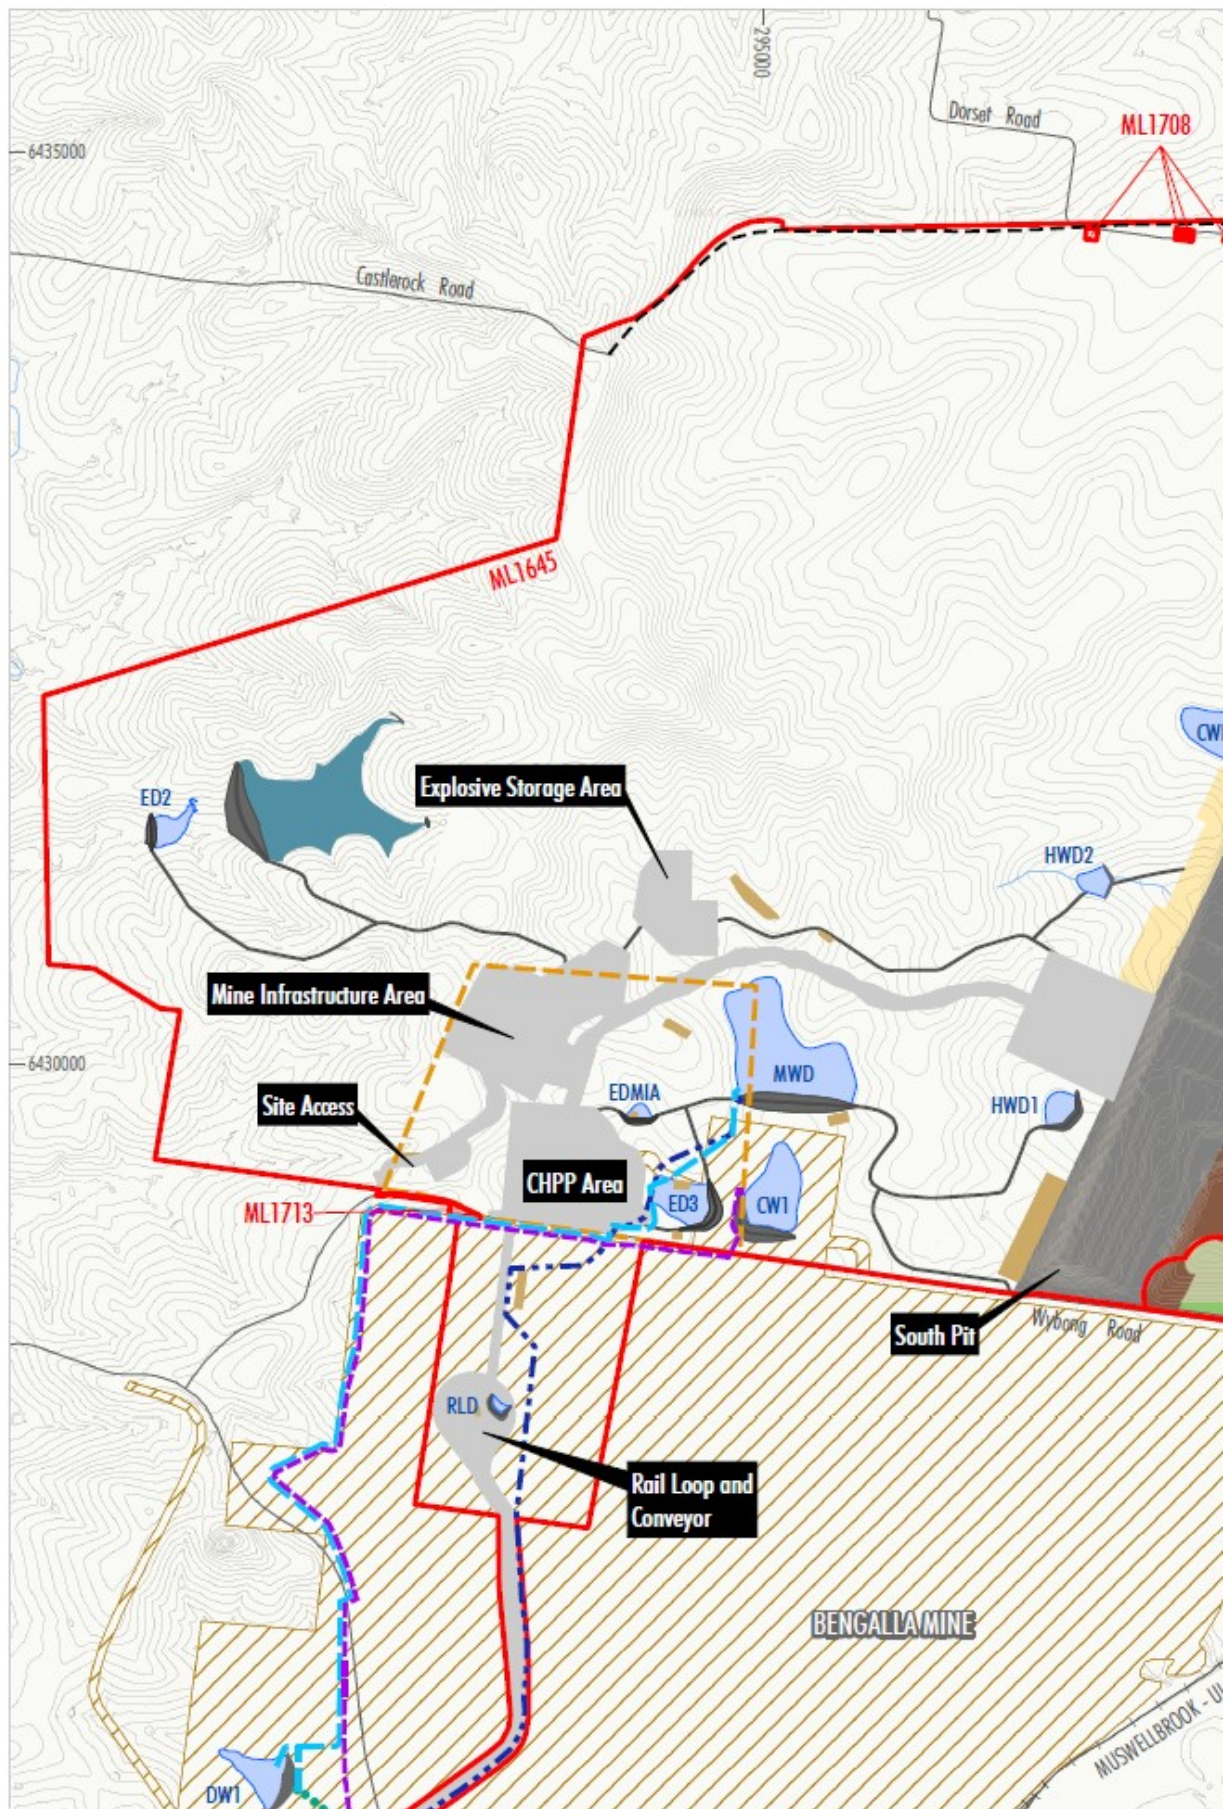 295000
Dorset Road
ML1708
6435000
Castlerock Road
ML1645
CW
Explosive Storage Area
ED2
HWD2
Mine Infrastructure Area
6430000
MWD
EDMIA
Site Access
HWD1
CHPP Area
ED3
CW1
ML1713
Wybong Road
South Pit
RLD
Rail Loop and
Conveyor
BENGALLA MINE
MUSWELLBROOK - U
DW1